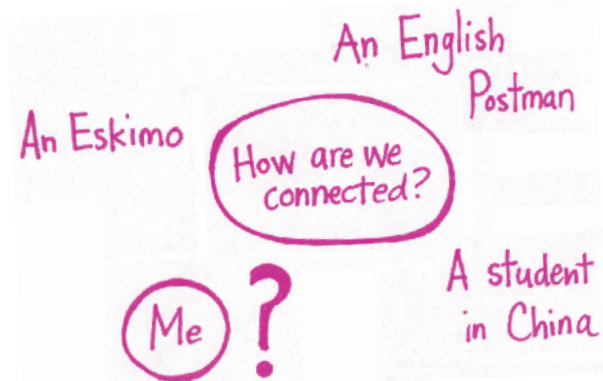 An English
Postman
An Eskimo
How are we
connected?
A student
in China
Me
?